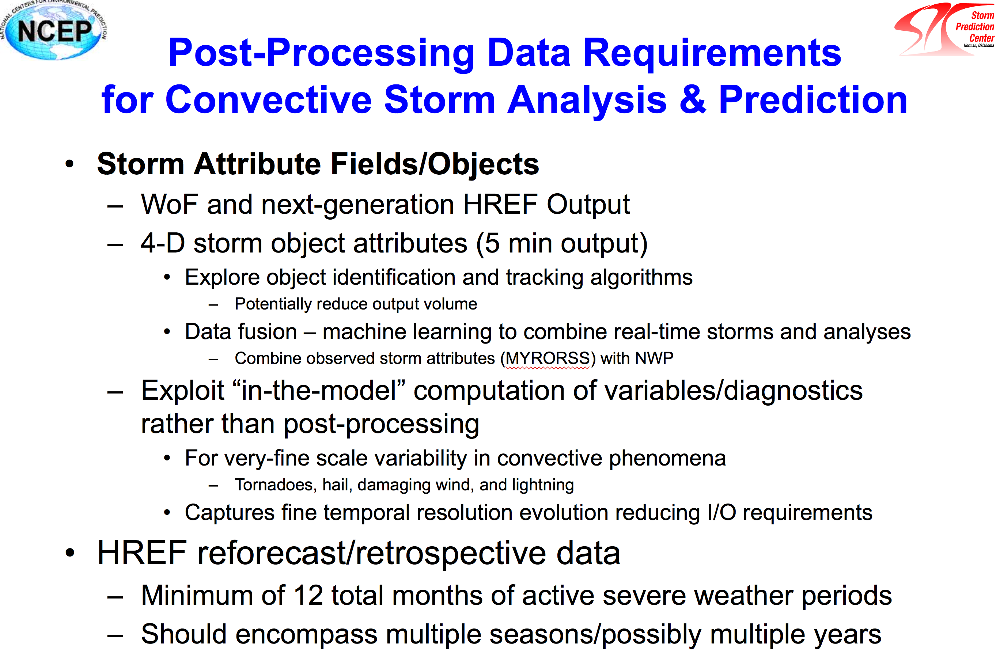 NATIONAL CENTERS FOR ENVIRONMENTAL PREDICTION
NCEP
Storm
Prediction
Center
Norman, Oklahoma
Post-Processing Data Requirements
for Convective Storm Analysis & Prediction
• Storm Attribute Fields/Objects
– WoF and next-generation HREF Output
– 4-D storm object attributes (5 min output)
• Explore object identification and tracking algorithms
– Potentially reduce output volume
• Data fusion – machine learning to combine real-time storms and analyses
– Combine observed storm attributes (MYRORSS) with NWP
– Exploit “in-the-model” computation of variables/diagnostics
rather than post-processing
• For very-fine scale variability in convective phenomena
– Tornadoes, hail, damaging wind, and lightning
• Captures fine temporal resolution evolution reducing I/O requirements
• HREF reforecast/retrospective data
– Minimum of 12 total months of active severe weather periods
– Should encompass multiple seasons/possibly multiple years